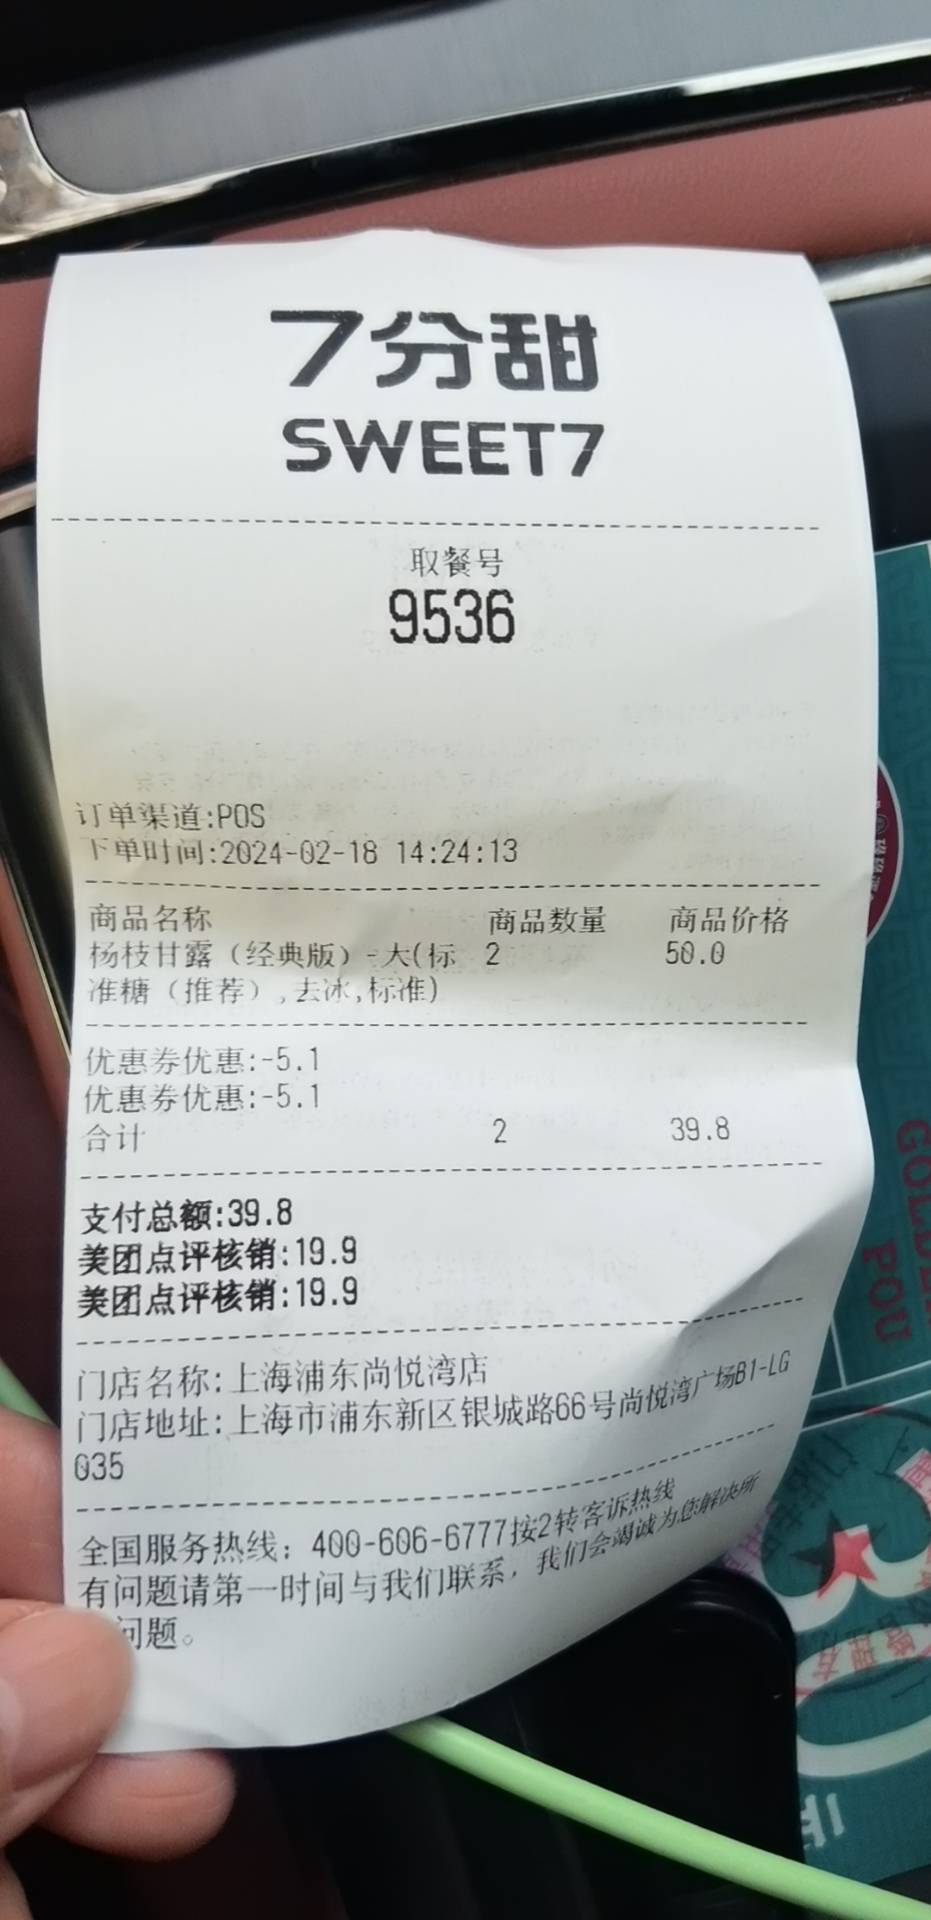 7分甜
SWEET7
取餐号
9536
订单渠道:POS
下单时间:2024-02-18 14:24:13
商品名称 商品数量 商品价格
杨枝甘露（经典版）-大(标 2 50.0
准糖（推荐）,去冰,标准)
优惠券优惠:-5.1
优惠券优惠:-5.1
合计 2 39.8
支付总额:39.8
美团点评核销:19.9
美团点评核销:19.9
门店名称:上海浦东尚悦湾店
门店地址:上海市浦东新区银城路66号尚悦湾广场B1-LG
035
全国服务热线：400-606-6777按2转客诉热线
有问题请第一时间与我们联系，我们会竭诚为您解决所
问题。
POU